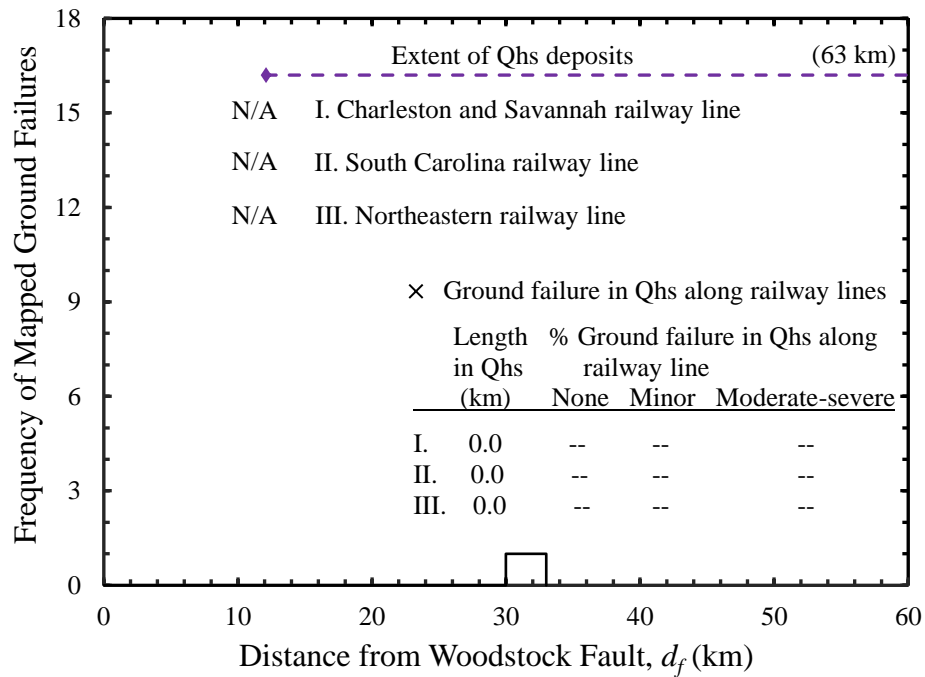 18
15
12
9
6
3
0
Frequency of Mapped Ground Failures
Extent of Qhs deposits (63 km)
N/A I. Charleston and Savannah railway line
N/A II. South Carolina railway line
N/A III. Northeastern railway line
× Ground failure in Qhs along railway lines
Length % Ground failure in Qhs along
in Qhs railway line
(km) None Minor Moderate-severe
I. 0.0 -- -- --
II. 0.0 -- -- --
III. 0.0 -- -- --
0 10 20 30 40 50 60
Distance from Woodstock Fault, d_f (km)